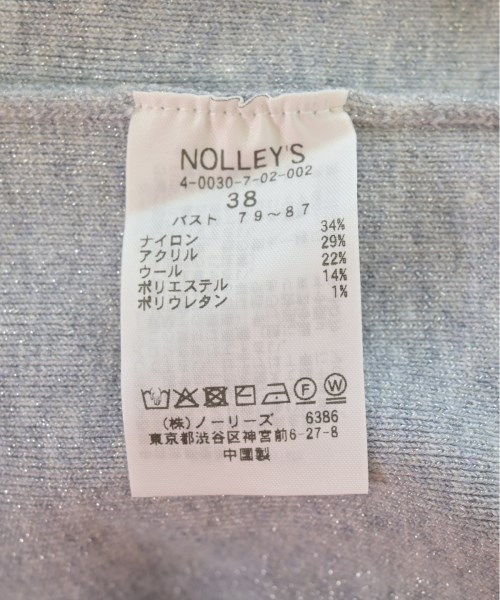 NOLLEY'S
4-0030-7-02-002
38
バスト 79～87
ナイロン 34%
アクリル 29%
ウール 22%
ポリエステル 14%
ポリウレタン 1%
F W
(株)ノーリーズ 6386
東京都渋谷区神宮前6-27-8
中国製